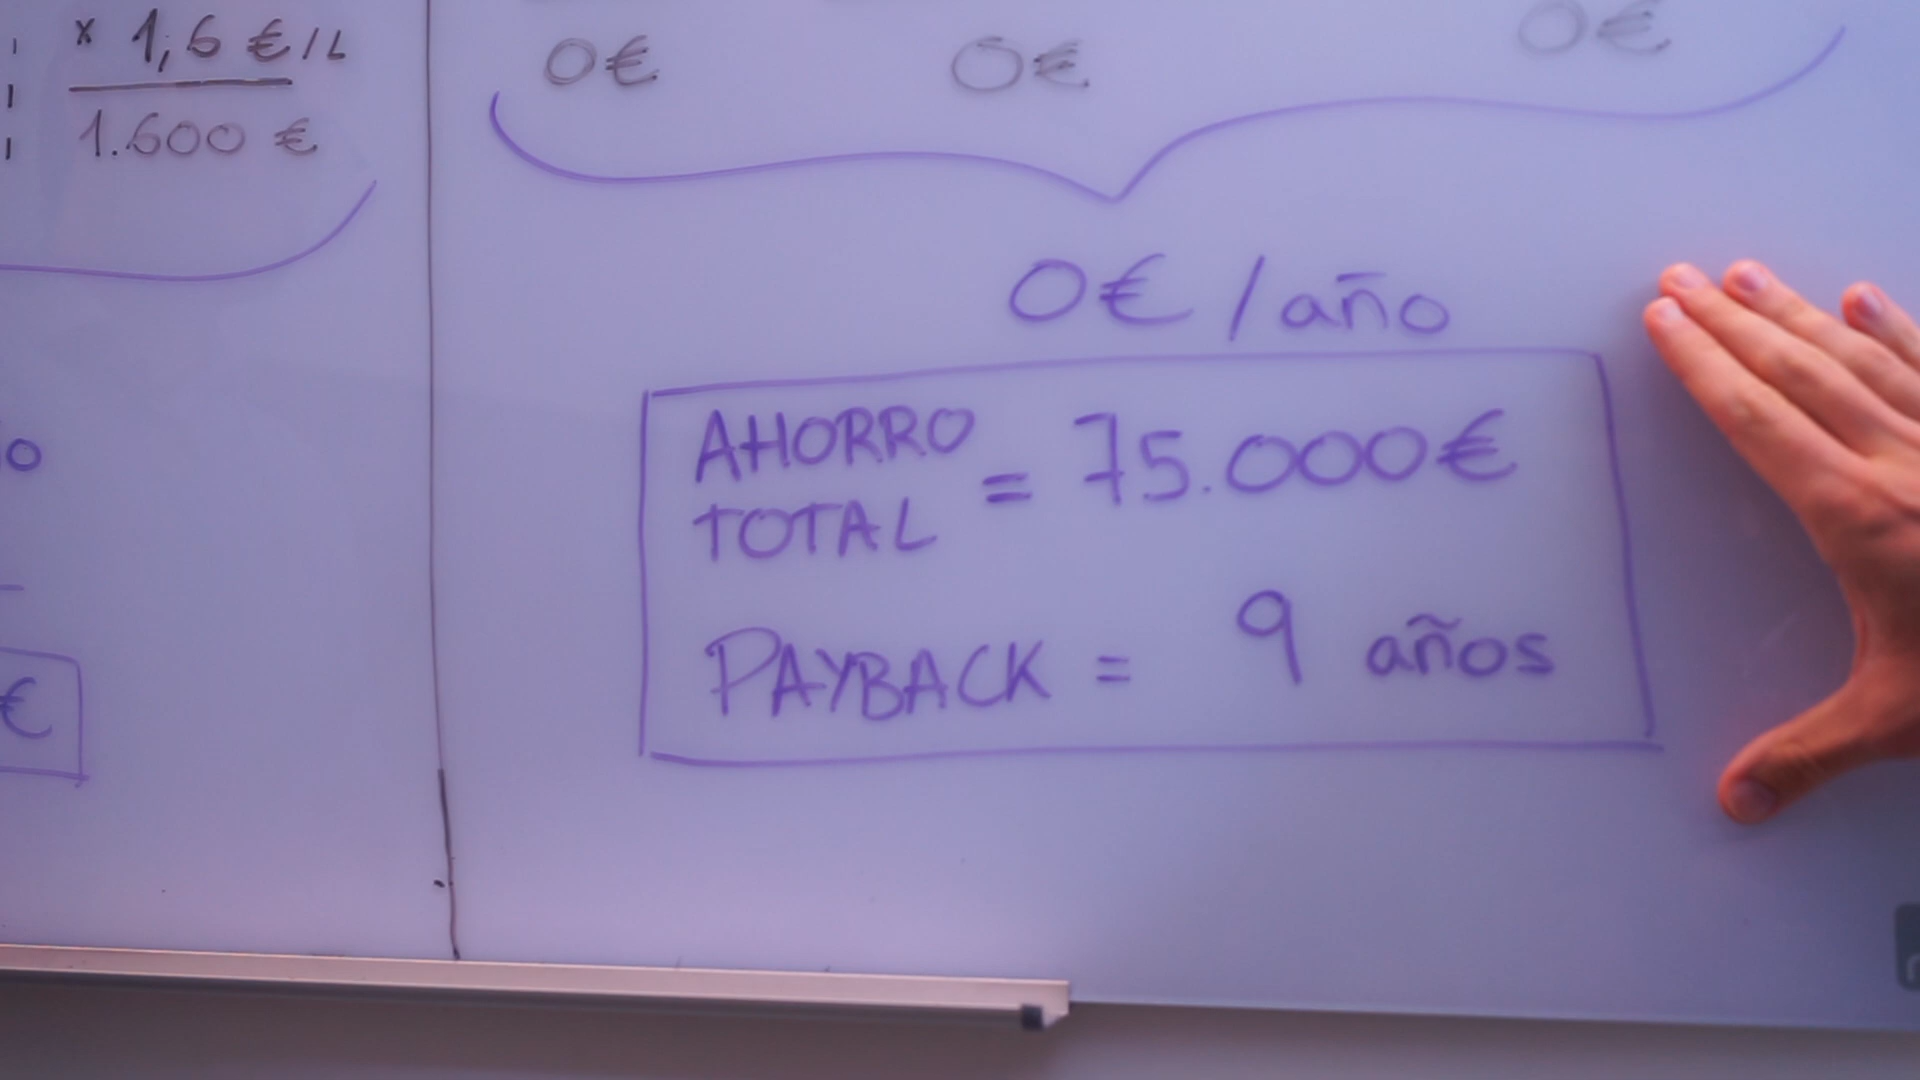 x 1,6 €/L
1.600 €
0€
0€
0€
0€ /año
AHORRO TOTAL = 75.000€
PAYBACK = 9 años
o
€